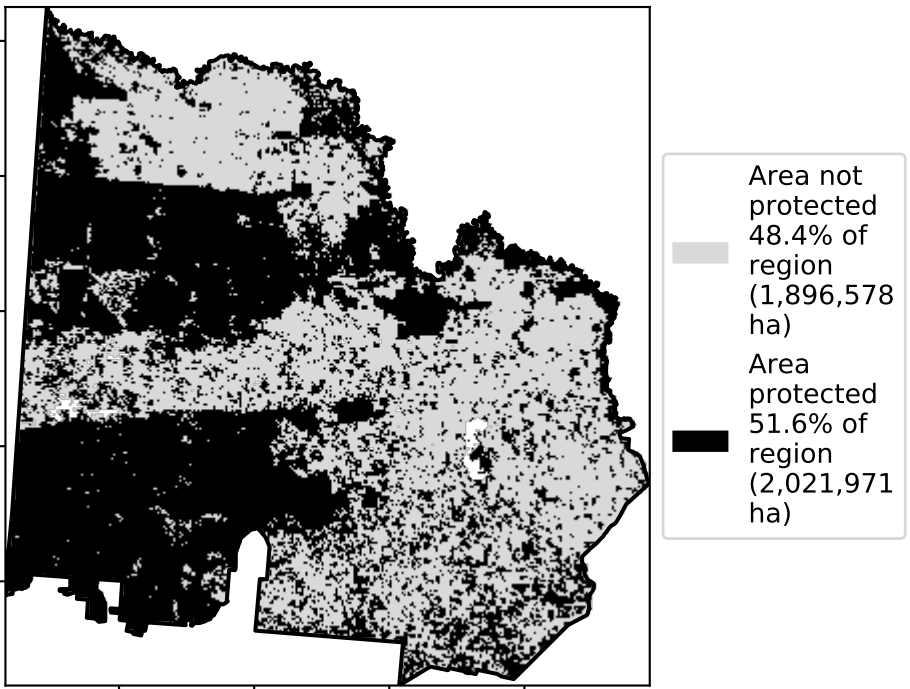 Area not
protected
48.4% of
region
(1,896,578
ha)
Area
protected
51.6% of
region
(2,021,971
ha)